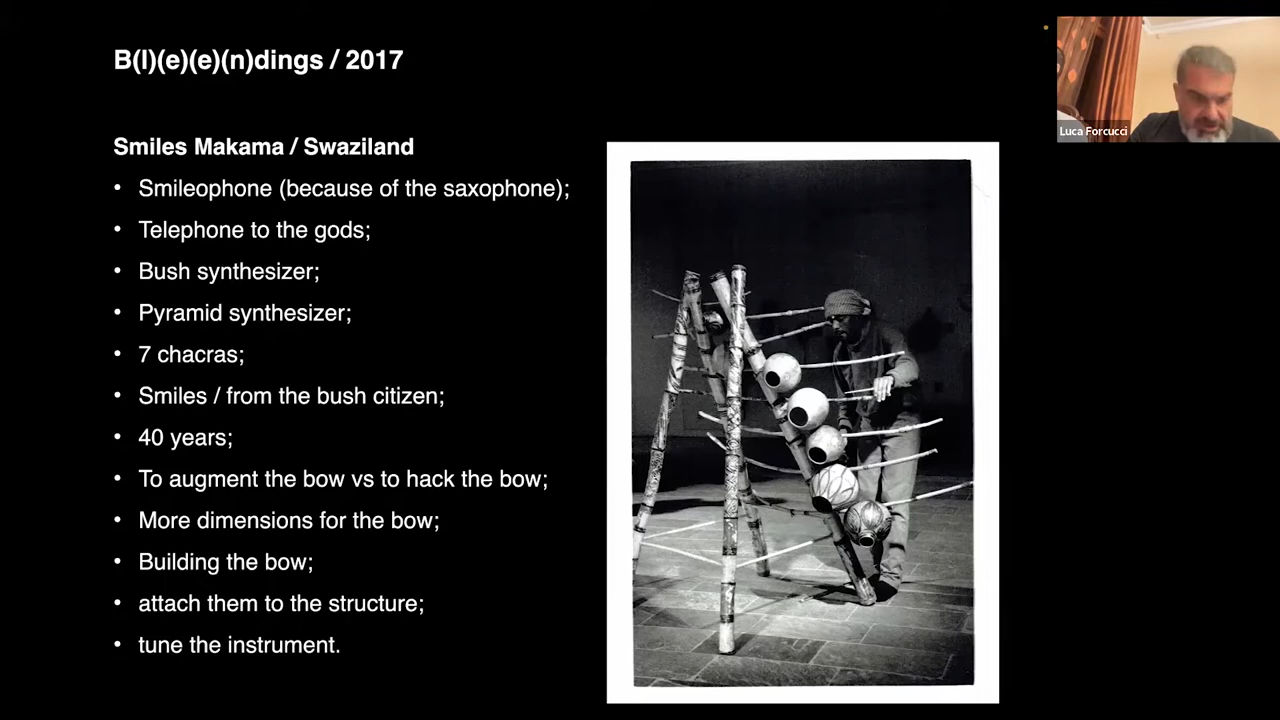 B(l)(e)(e)(n)dings / 2017
Luca Forcucci
Smiles Makama / Swaziland
• Smileophone (because of the saxophone);
• Telephone to the gods;
• Bush synthesizer;
• Pyramid synthesizer;
• 7 chacras;
• Smiles / from the bush citizen;
• 40 years;
• To augment the bow vs to hack the bow;
• More dimensions for the bow;
• Building the bow;
• attach them to the structure;
• tune the instrument.